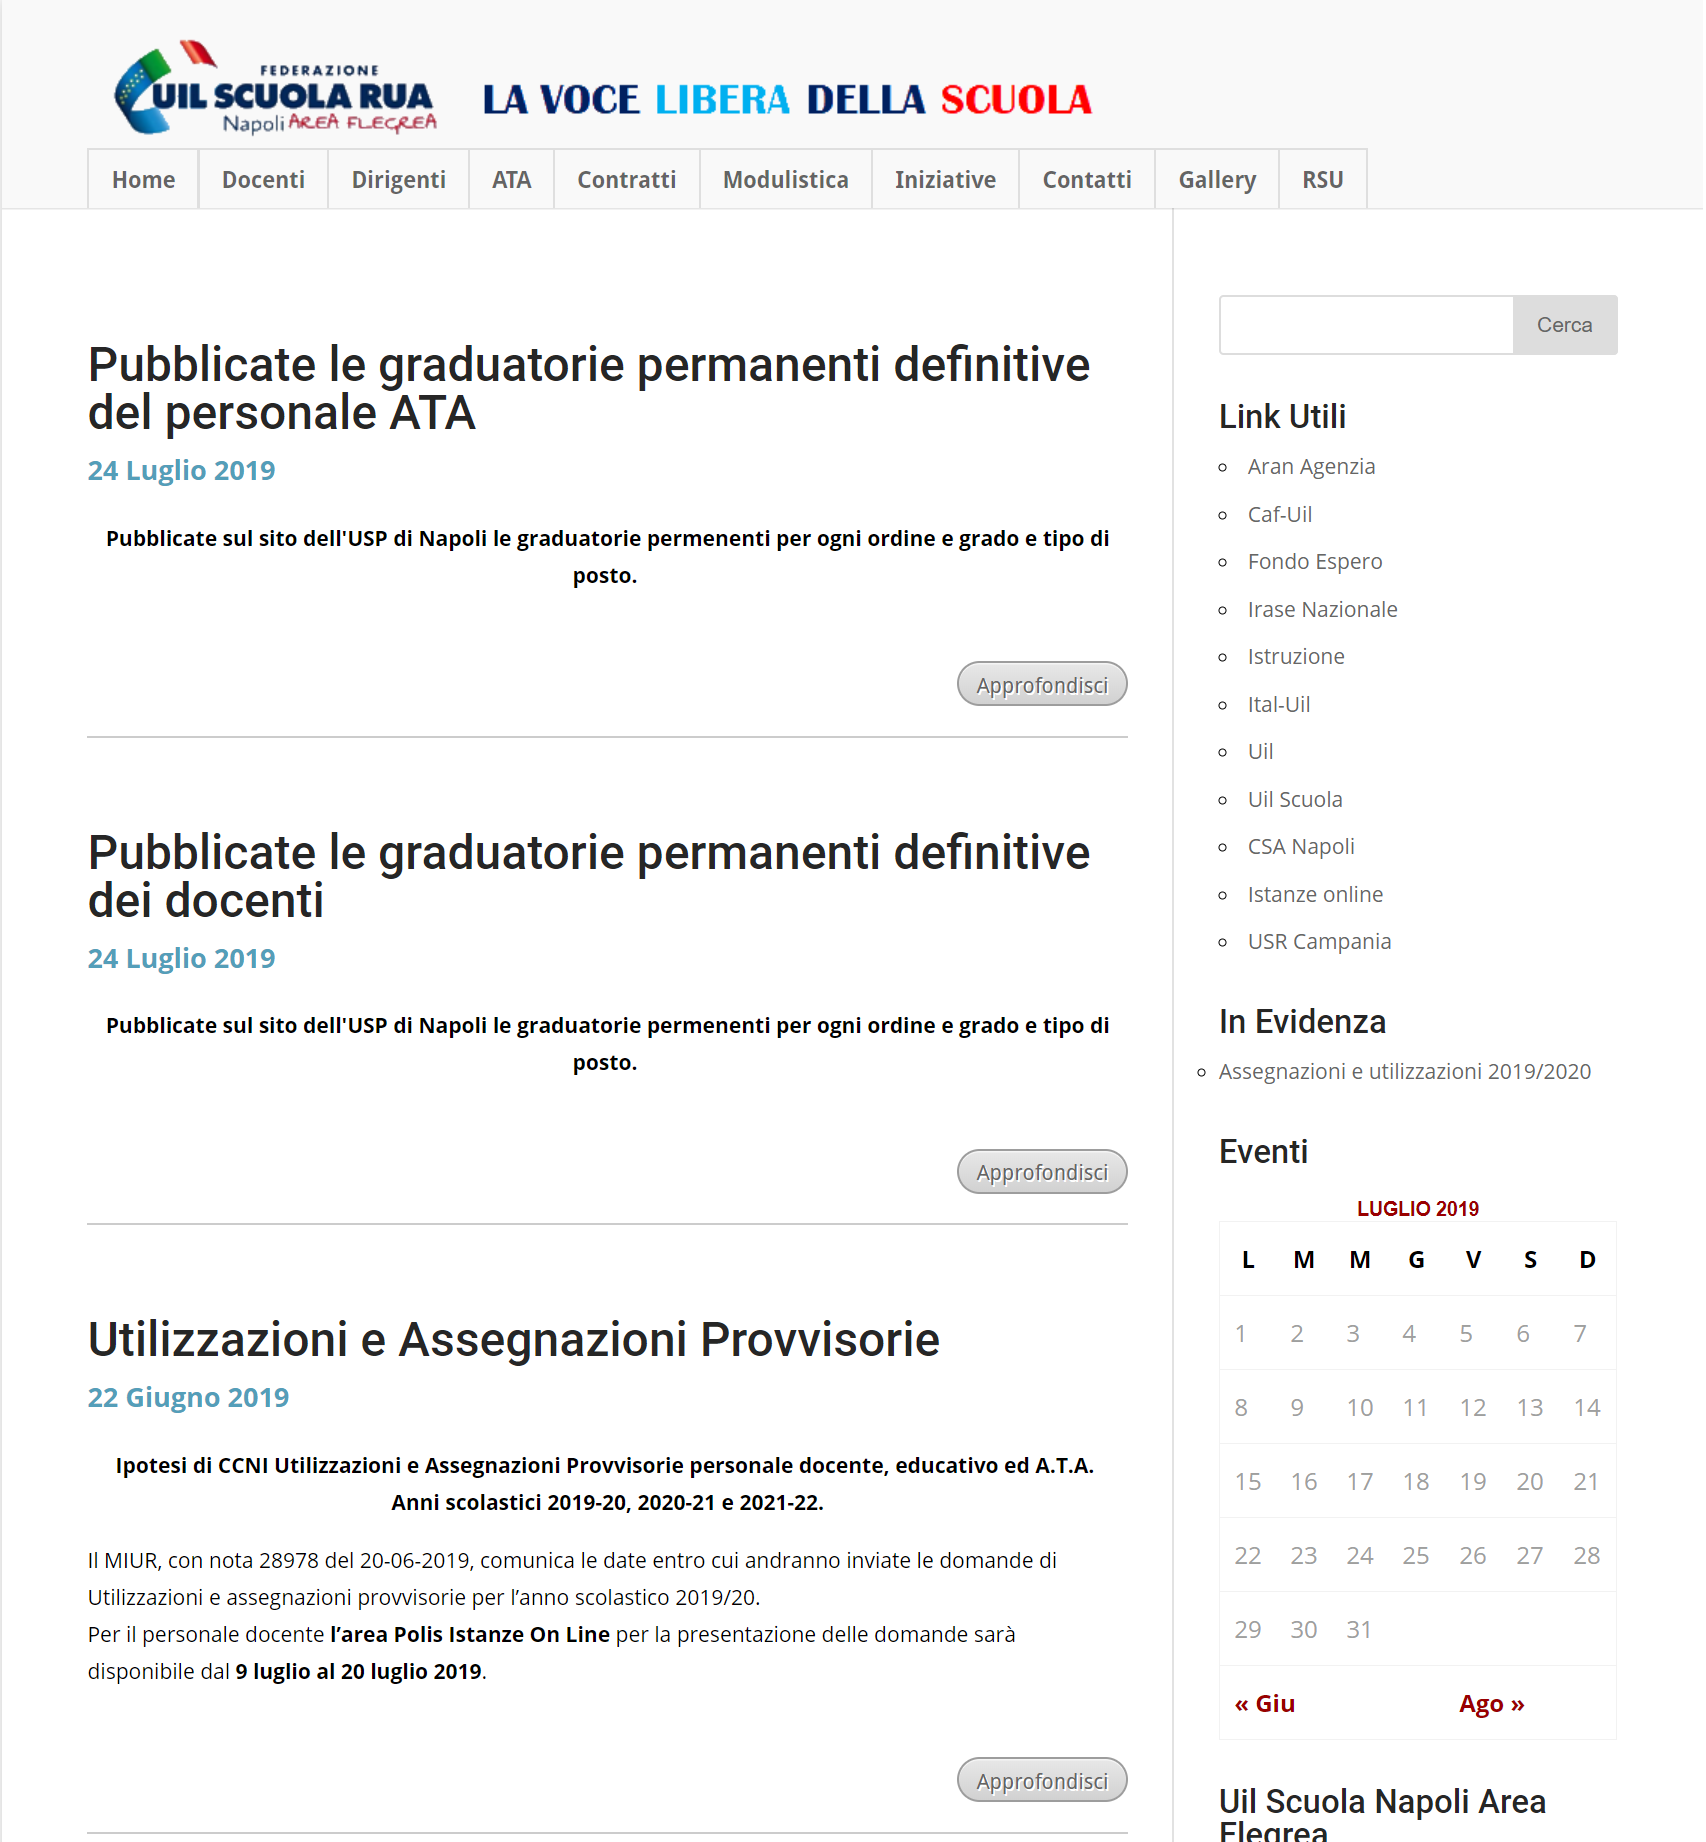 FEDERAZIONE
UIL SCUOLA RUA
Napoli AREA FLEGREA
LA VOCE LIBERA DELLA SCUOLA
Home Docenti Dirigenti ATA Contratti Modulistica Iniziative Contatti Gallery RSU
Pubblicate le graduatorie permanenti definitive
del personale ATA
24 Luglio 2019
Pubblicate sul sito dell'USP di Napoli le graduatorie permenenti per ogni ordine e grado e tipo di
posto.
Approfondisci
Pubblicate le graduatorie permanenti definitive
dei docenti
24 Luglio 2019
Pubblicate sul sito dell'USP di Napoli le graduatorie permenenti per ogni ordine e grado e tipo di
posto.
Approfondisci
Utilizzazioni e Assegnazioni Provvisorie
22 Giugno 2019
Ipotesi di CCNI Utilizzazioni e Assegnazioni Provvisorie personale docente, educativo ed A.T.A.
Anni scolastici 2019-20, 2020-21 e 2021-22.
Il MIUR, con nota 28978 del 20-06-2019, comunica le date entro cui andranno inviate le domande di
Utilizzazioni e assegnazioni provvisorie per l’anno scolastico 2019/20.
Per il personale docente l’area Polis Istanze On Line per la presentazione delle domande sarà
disponibile dal 9 luglio al 20 luglio 2019.
Approfondisci
Cerca
Link Utili
Aran Agenzia
Caf-Uil
Fondo Espero
Irase Nazionale
Istruzione
Ital-Uil
Uil
Uil Scuola
CSA Napoli
Istanze online
USR Campania
In Evidenza
Assegnazioni e utilizzazioni 2019/2020
Eventi
LUGLIO 2019
L M M G V S D
1 2 3 4 5 6 7
8 9 10 11 12 13 14
15 16 17 18 19 20 21
22 23 24 25 26 27 28
29 30 31
« Giu Ago »
Uil Scuola Napoli Area
Flegrea